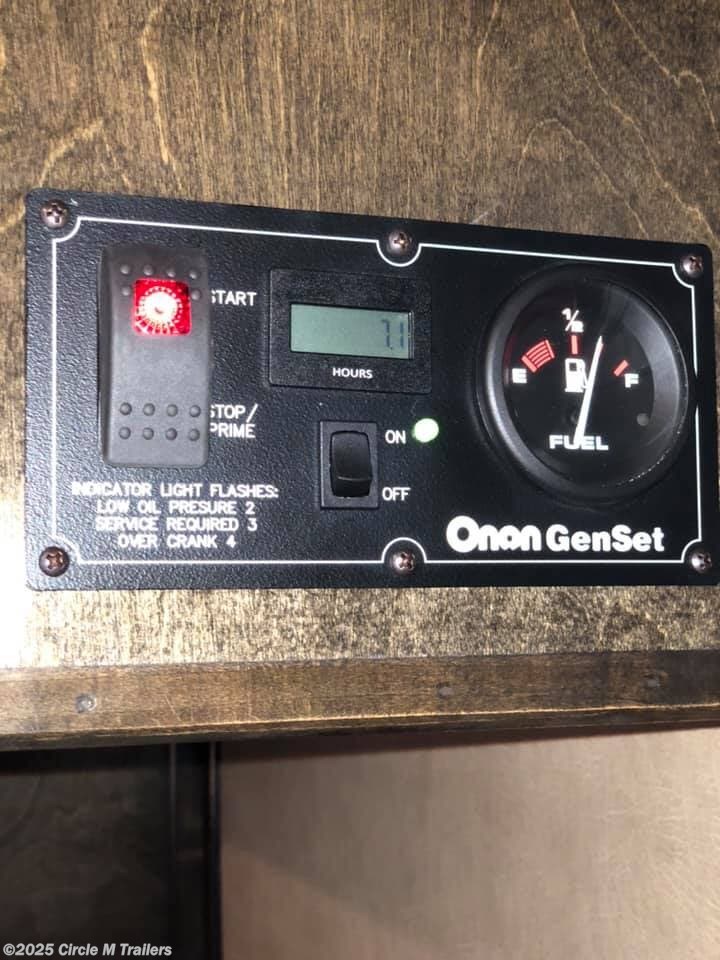 START
STOP/
PRIME
INDICATOR LIGHT FLASHES:
LOW OIL PRESURE 2
SERVICE REQUIRED 3
OVER CRANK 4
7.1
HOURS
ON
OFF
E
1/2
F
FUEL
Onan GenSet
©2025 Circle M Trailers